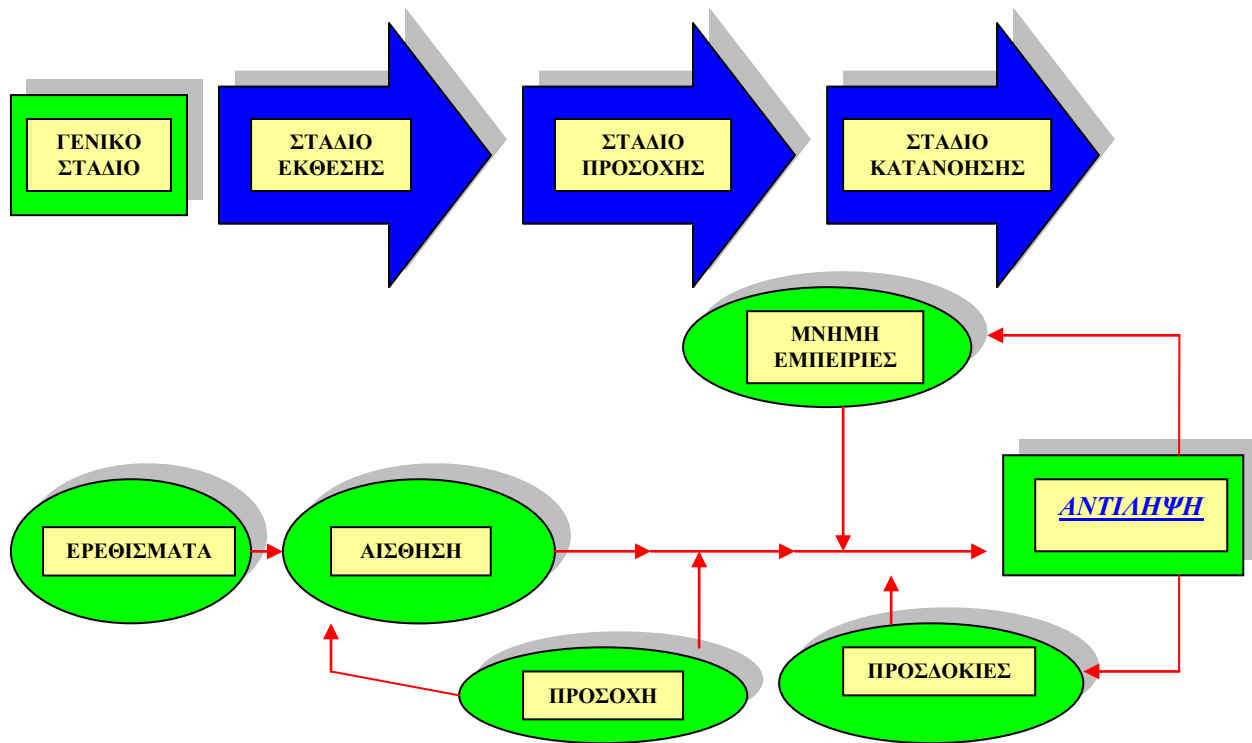 ΓΕΝΙΚΟ
ΣΤΑΔΙΟ
ΣΤΑΔΙΟ
ΕΚΘΕΣΗΣ
ΣΤΑΔΙΟ
ΠΡΟΣΟΧΗΣ
ΣΤΑΔΙΟ
ΚΑΤΑΝΟΗΣΗΣ
ΜΝΗΜΗ
ΕΜΠΕΙΡΙΕΣ
ΕΡΕΘΙΣΜΑΤΑ
ΑΙΣΘΗΣΗ
ΑΝΤΙΛΗΨΗ
ΠΡΟΣΟΧΗ
ΠΡΟΣΔΟΚΙΕΣ